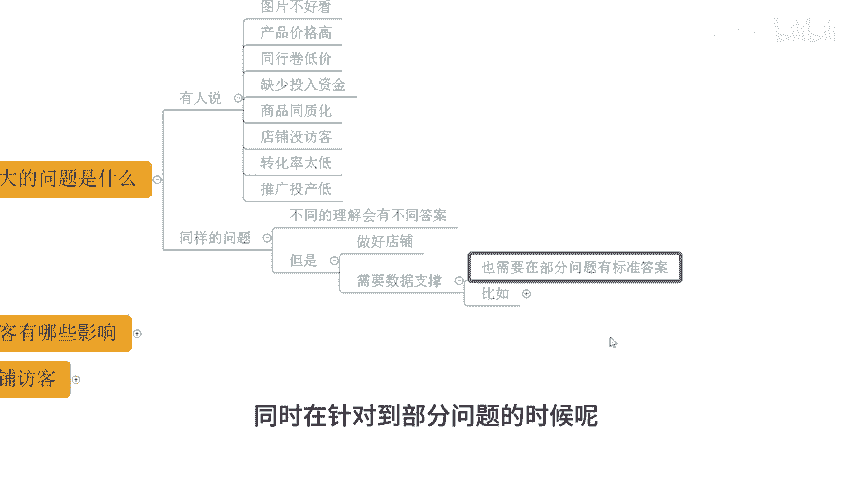 图片不好看
产品价格高
同行卷低价
有人说
缺少投入资金
商品同质化
店铺没访客
大的问题是什么
转化率太低
推广投产低
不同的理解会有不同答案
同样的问题
做好店铺
但是
也需要在部分问题有标准答案
需要数据支撑
比如
客有哪些影响
铺访客
同时在针对到部分问题的时候呢